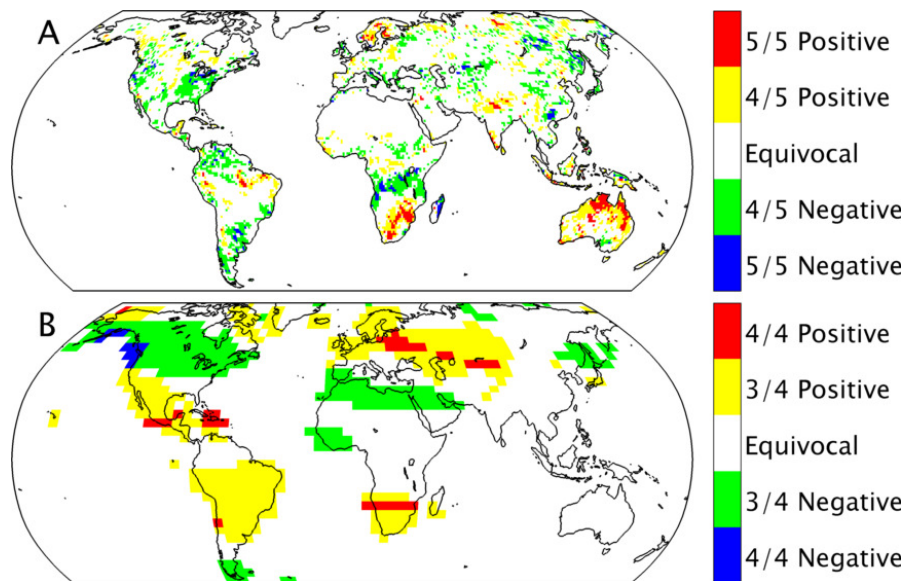 A
5/5 Positive
4/5 Positive
Equivocal
4/5 Negative
5/5 Negative
B
4/4 Positive
3/4 Positive
Equivocal
3/4 Negative
4/4 Negative